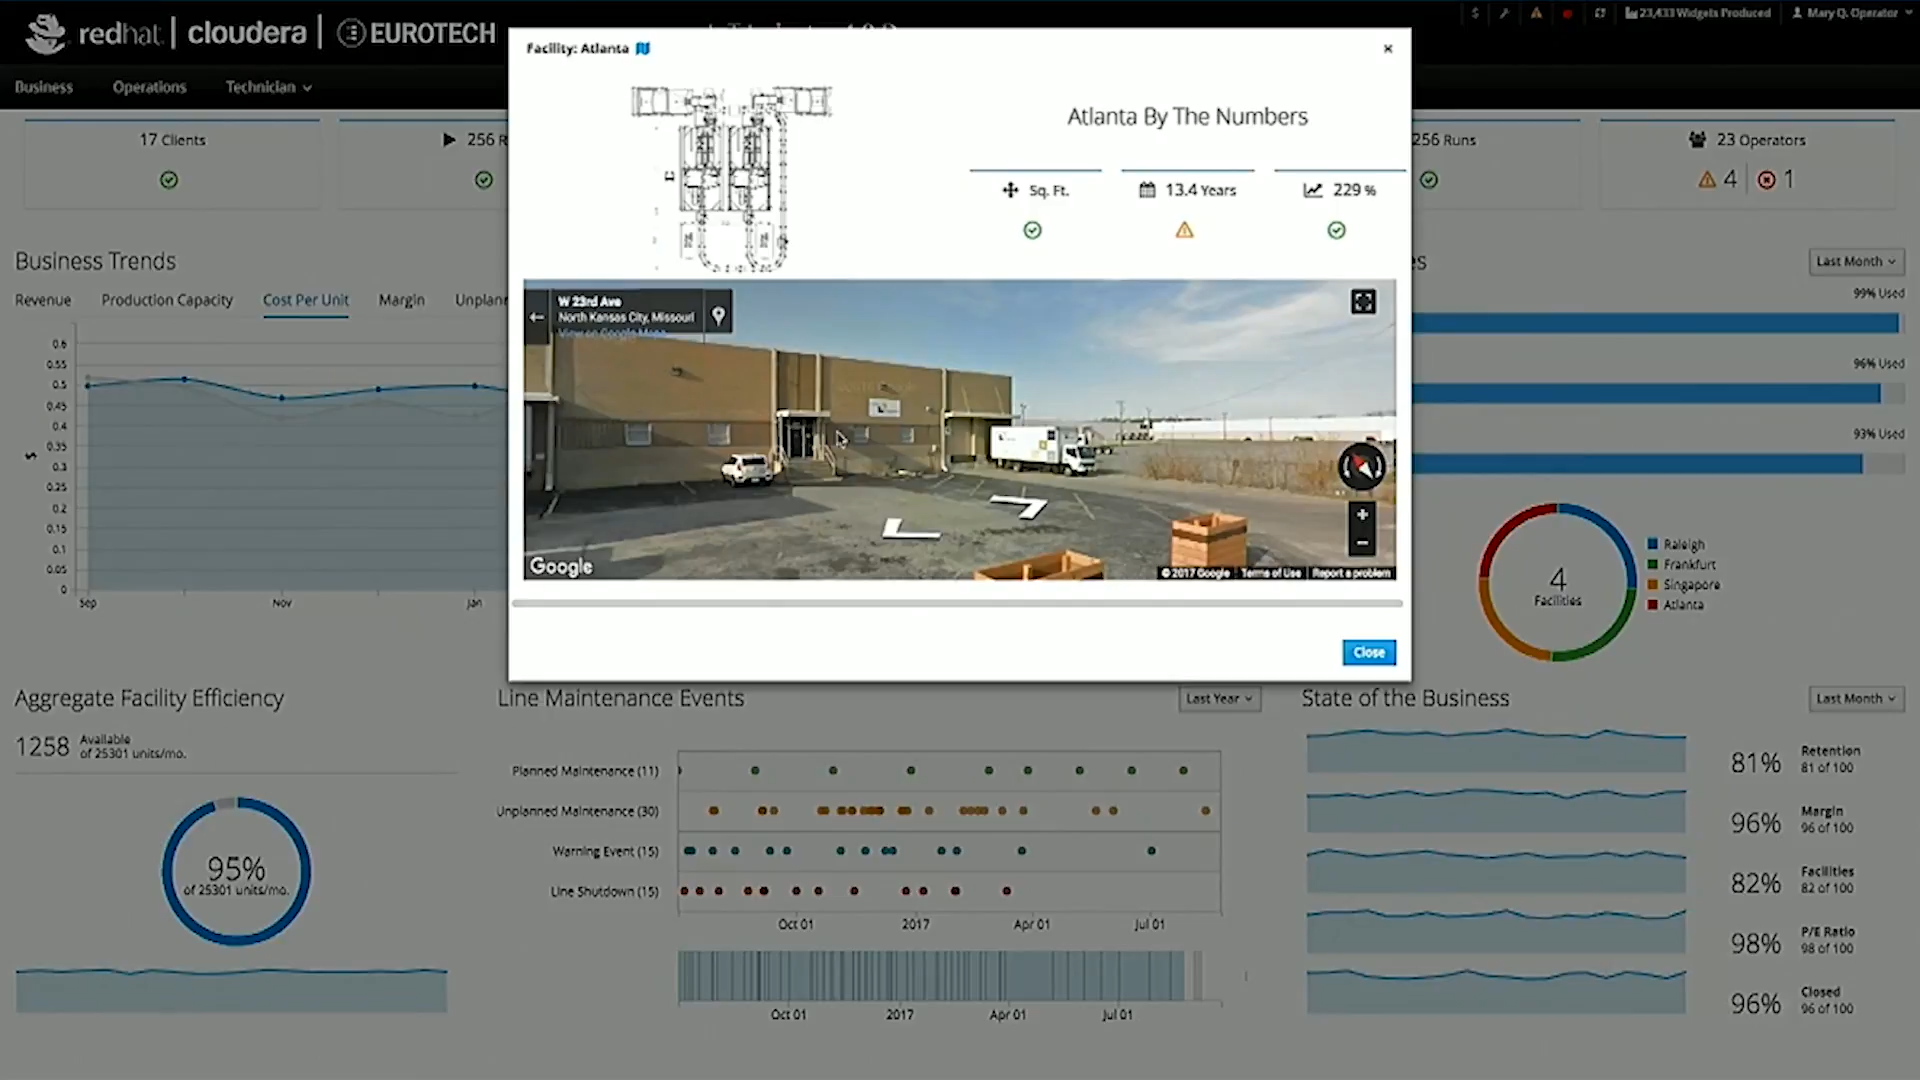 redhat | cloudera | EUROTECH
$ 23,433 Widgets Produced Mary Q. Operator
Business Operations Technician
17 Clients
256 R
256 Runs
23 Operators
4 1
Business Trends
Revenue Production Capacity Cost Per Unit Margin Unplan
0.6
0.55
0.5
0.45
0.4
0.35
0.3
0.25
0.2
0.15
0.1
0.05
0
$
Sep Nov Jan
Facility: Atlanta
×
Atlanta By The Numbers
Sq. Ft.
13.4 Years
229 %
W 23rd Ave
North Kansas City, Missouri
View on Google Maps
Google
© 2017 Google Terms of Use Report a problem
Close
es
Last Month
99% Used
96% Used
93% Used
4
Facilities
Raleigh
Frankfurt
Singapore
Atlanta
Aggregate Facility Efficiency
1258 Available
of 25301 units/mo.
95%
of 25301 units/mo.
Line Maintenance Events
Last Year
Planned Maintenance (11)
Unplanned Maintenance (30)
Warning Event (15)
Line Shutdown (15)
Oct 01 2017 Apr 01 Jul 01
Oct 01 2017 Apr 01 Jul 01
State of the Business
Last Month
81% Retention
81 of 100
96% Margin
96 of 100
82% Facilities
82 of 100
98% P/E Ratio
98 of 100
96% Closed
96 of 100